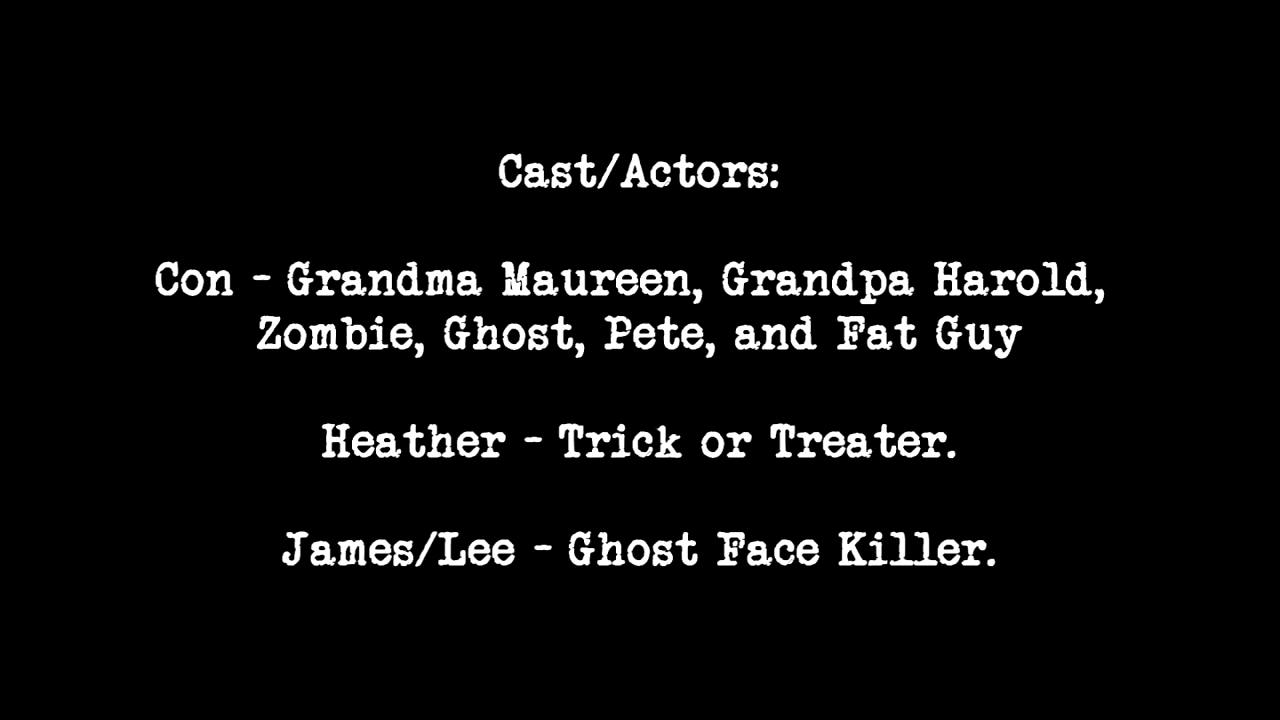 Cast/Actors:
Con - Grandma Maureen, Grandpa Harold,
Zombie, Ghost, Pete, and Fat Guy
Heather - Trick or Treater.
James/Lee - Ghost Face Killer.